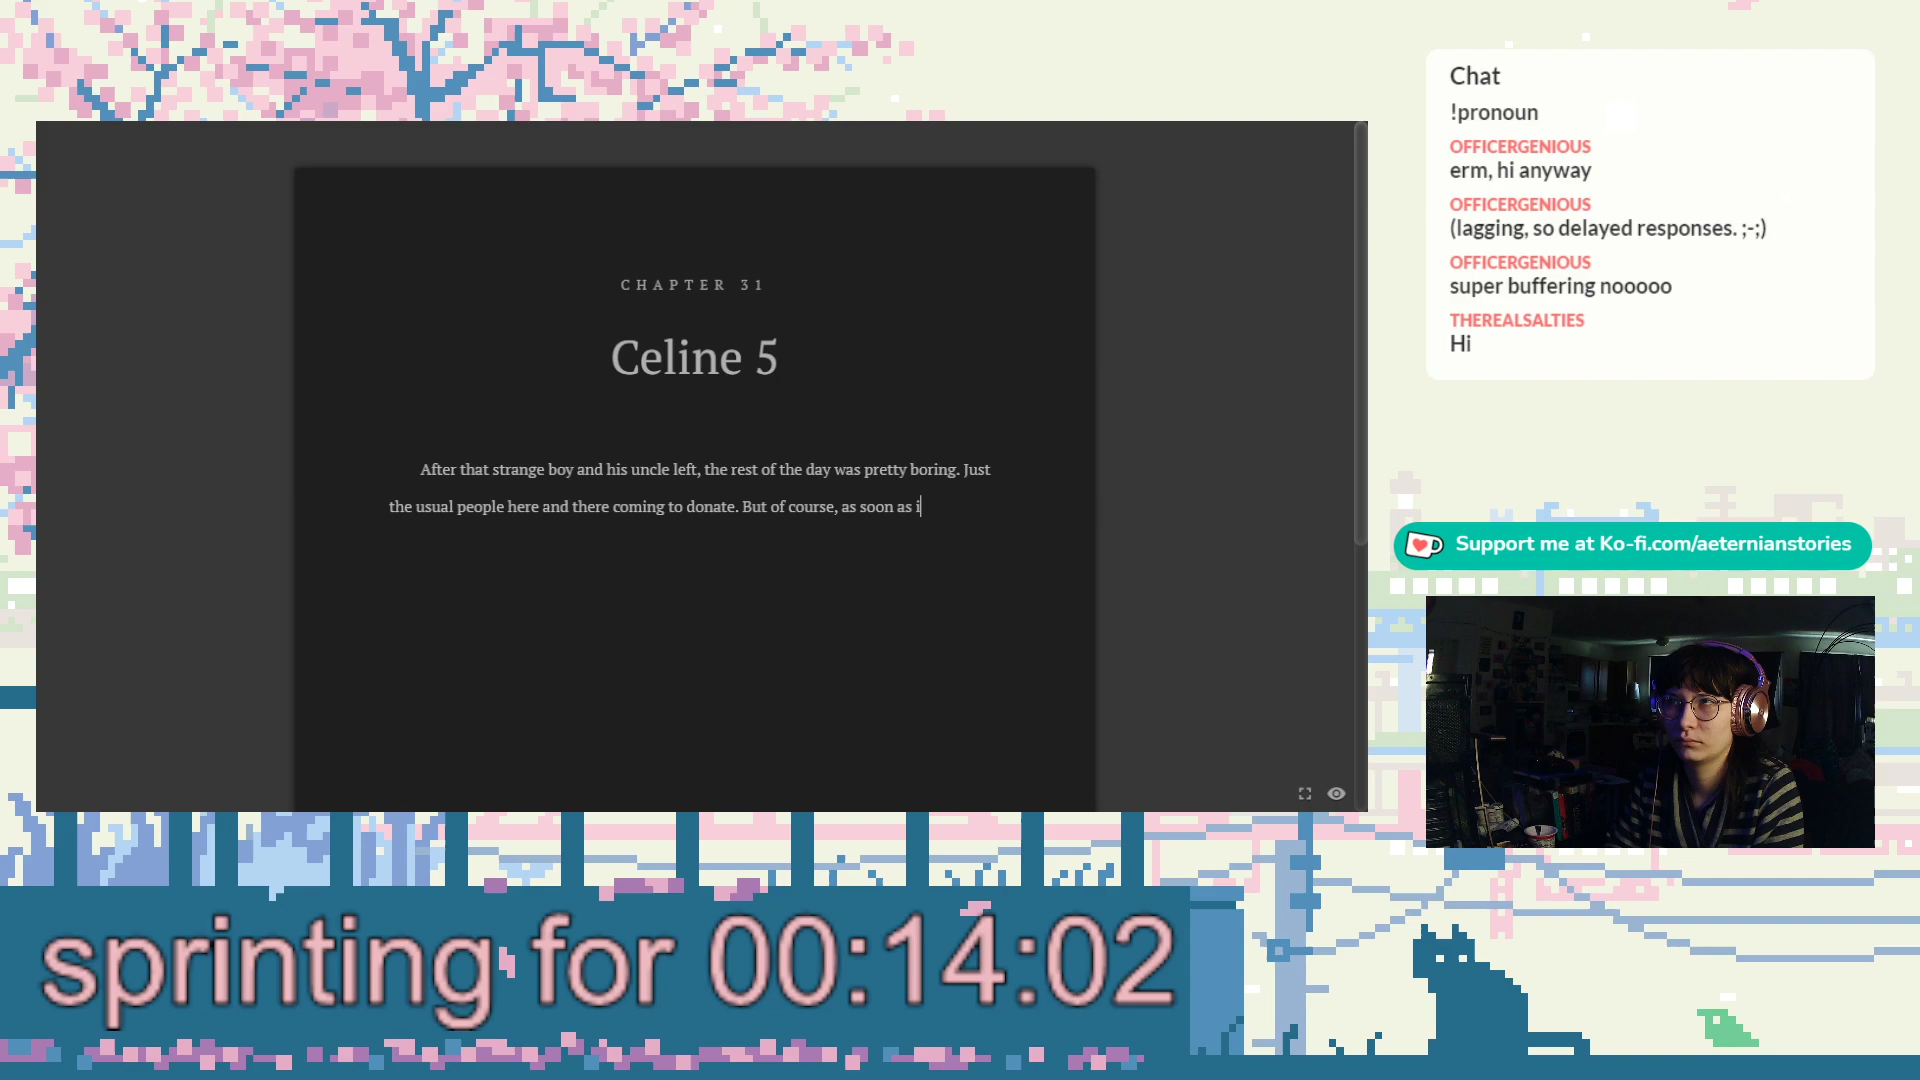 CHAPTER 31
Celine 5
After that strange boy and his uncle left, the rest of the day was pretty boring. Just
the usual people here and there coming to donate. But of course, as soon as i
Chat
!pronoun
OFFICERGENIOUS
erm, hi anyway
OFFICERGENIOUS
(lagging, so delayed responses. ;-;)
OFFICERGENIOUS
super buffering nooooo
THEREALSALTIES
Hi
Support me at Ko-fi.com/aeternianstories
sprinting for 00:14:02